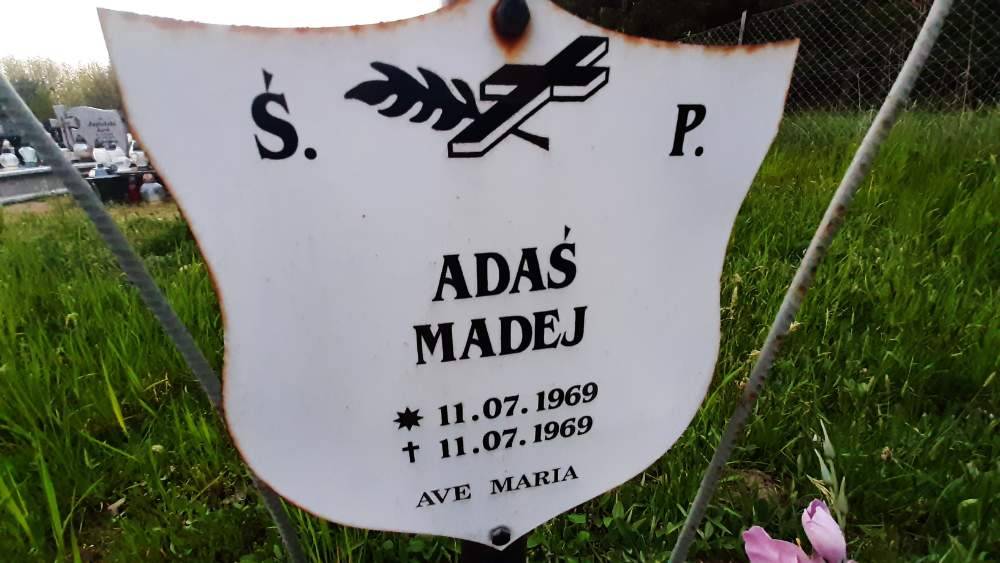 Ś. P.
ADAŚ
MADEJ
✷ 11.07.1969
✝ 11.07.1969
AVE MARIA